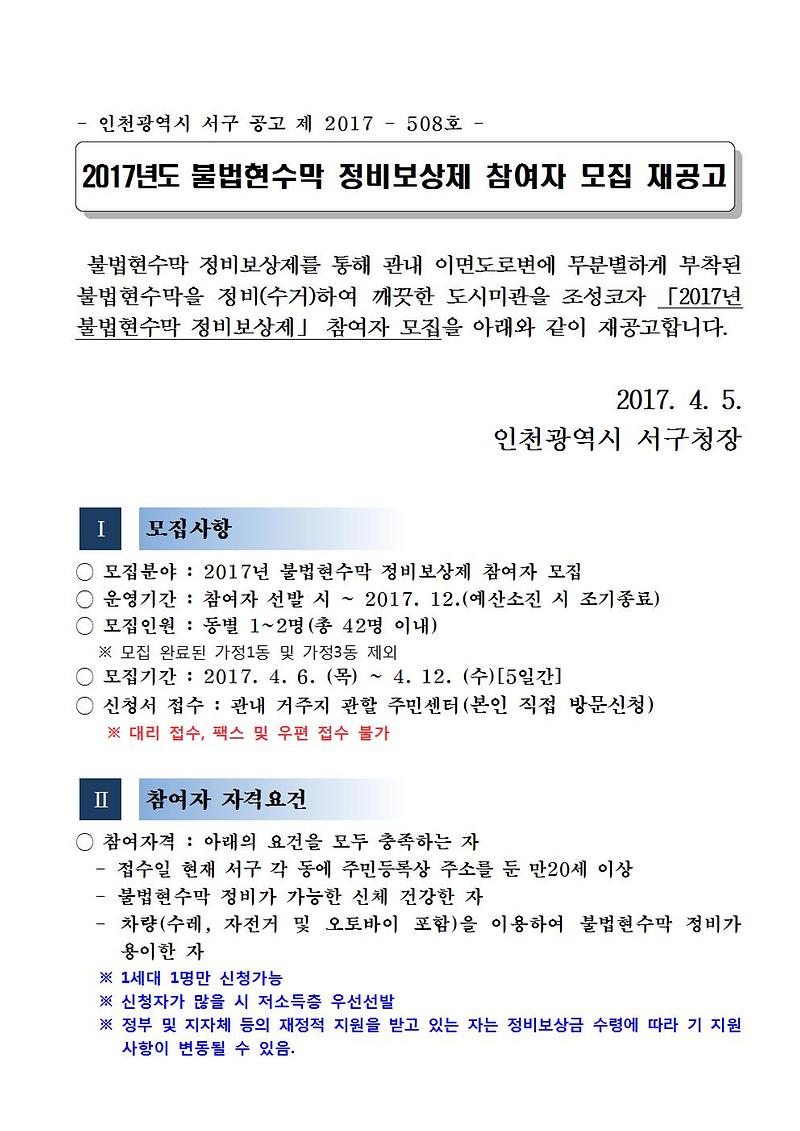 - 인천광역시 서구 공고 제 2017 - 508호 -
2017년도 불법현수막 정비보상제 참여자 모집 재공고
불법현수막 정비보상제를 통해 관내 이면도로변에 무분별하게 부착된
불법현수막을 정비(수거)하여 깨끗한 도시미관을 조성코자 「2017년
불법현수막 정비보상제」 참여자 모집을 아래와 같이 재공고합니다.
2017. 4. 5.
인천광역시 서구청장
Ⅰ 모집사항
○ 모집분야 : 2017년 불법현수막 정비보상제 참여자 모집
○ 운영기간 : 참여자 선발 시 ~ 2017. 12.(예산소진 시 조기종료)
○ 모집인원 : 동별 1~2명(총 42명 이내)
※ 모집 완료된 가정1동 및 가정3동 제외
○ 모집기간 : 2017. 4. 6. (목) ~ 4. 12. (수)[5일간]
○ 신청서 접수 : 관내 거주지 관할 주민센터(본인 직접 방문신청)
※ 대리 접수, 팩스 및 우편 접수 불가
Ⅱ 참여자 자격요건
○ 참여자격 : 아래의 요건을 모두 충족하는 자
- 접수일 현재 서구 각 동에 주민등록상 주소를 둔 만20세 이상
- 불법현수막 정비가 가능한 신체 건강한 자
- 차량(수레, 자전거 및 오토바이 포함)을 이용하여 불법현수막 정비가
용이한 자
※ 1세대 1명만 신청가능
※ 신청자가 많을 시 저소득층 우선선발
※ 정부 및 지자체 등의 재정적 지원을 받고 있는 자는 정비보상금 수령에 따라 기 지원
사항이 변동될 수 있음.